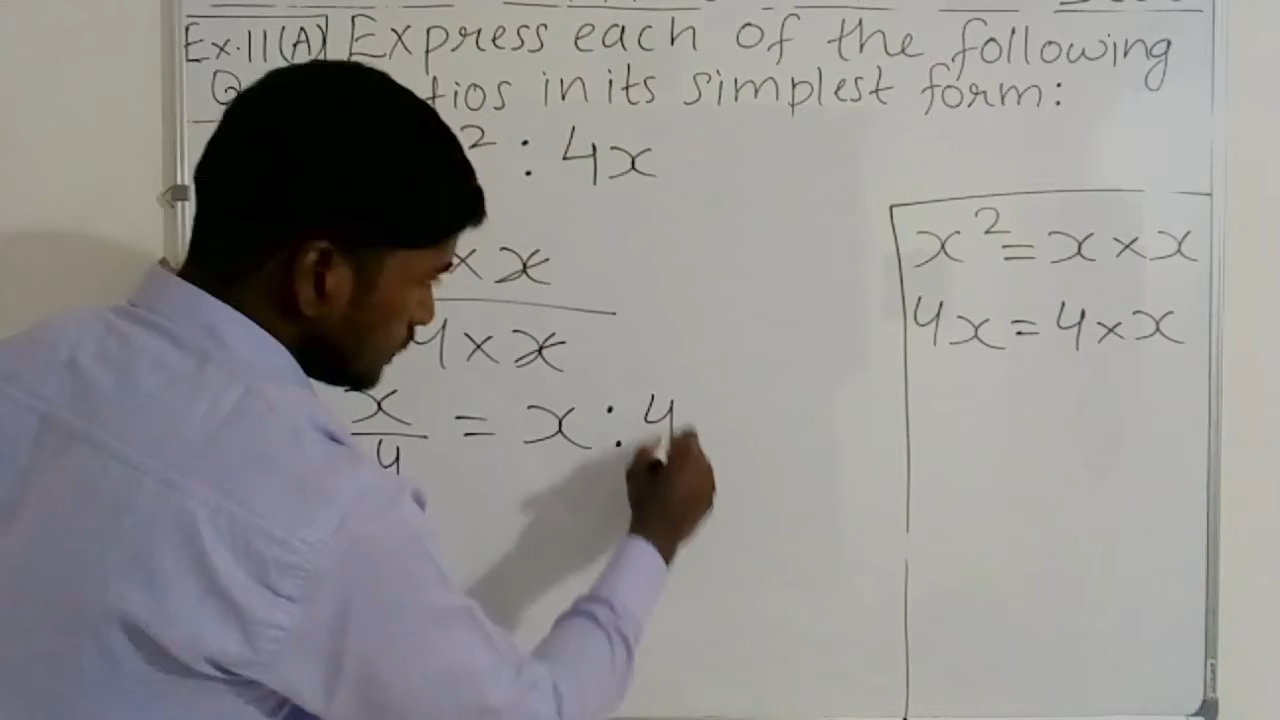 Ex.11(A) Express each of the following
Q tios in its simplest form:
² : 4x
× x
4 × x
x/4 = x : 4
x² = x × x
4x = 4 × x